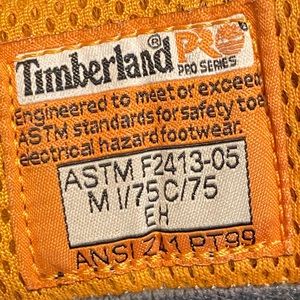 Timberland® PRO
PRO SERIES
Engineered to meet or exceed
ASTM standards for safety toe
electrical hazard footwear.
ASTM F2413-05
M I/75 C/75
EH
ANSI Z41 PT99